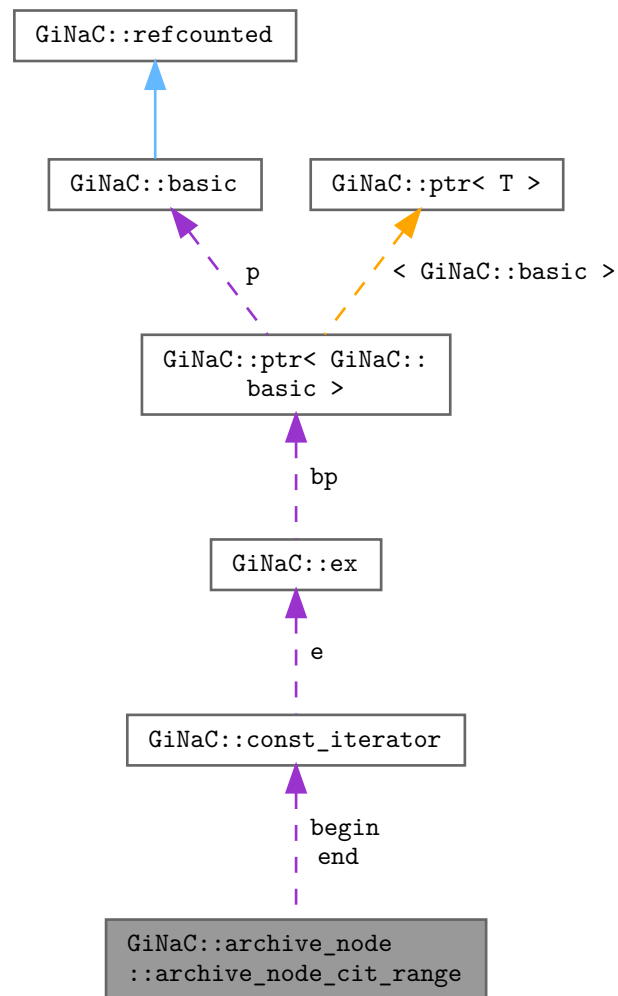 GiNaC::refcounted
GiNaC::basic
GiNaC::ptr< T >
p
< GiNaC::basic >
GiNaC::ptr< GiNaC::
basic >
bp
GiNaC::ex
e
GiNaC::const_iterator
begin
end
GiNaC::archive_node
::archive_node_cit_range